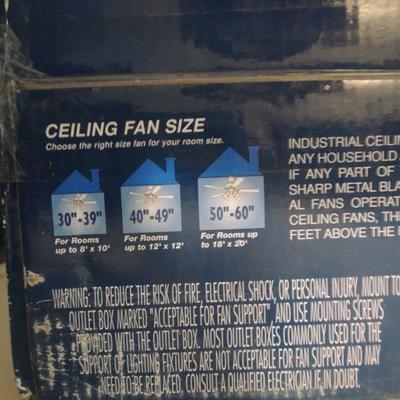 CEILING FAN SIZE
Choose the right size fan for your room size.
30"-39"
For Rooms
up to 8' x 10'
40"-49"
For Rooms
up to 12' x 12'
50"-60"
For Rooms up
to 18' x 20'
INDUSTRIAL CEILI
ANY HOUSEHOLD
IF ANY PART OF
SHARP METAL BLA
AL FANS OPERAT
CEILING FANS, TH
FEET ABOVE THE
WARNING: TO REDUCE THE RISK OF FIRE, ELECTRICAL SHOCK, OR PERSONAL INJURY, MOUNT TO
OUTLET BOX MARKED "ACCEPTABLE FOR FAN SUPPORT" AND USE MOUNTING SCREWS
PROVIDED WITH THE OUTLET BOX. MOST OUTLET BOXES COMMONLY USED FOR THE
SUPPORT OF LIGHTING FIXTURES ARE NOT ACCEPTABLE FOR FAN SUPPORT AND MAY
NEED TO BE REPLACED. CONSULT A QUALIFIED ELECTRICIAN IF IN DOUBT.